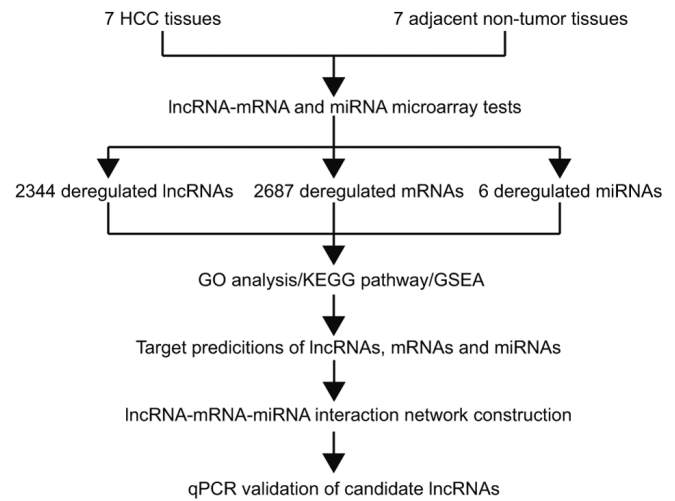 7 HCC tissues
7 adjacent non-tumor tissues
lncRNA-mRNA and miRNA microarray tests
2344 deregulated lncRNAs
2687 deregulated mRNAs
6 deregulated miRNAs
GO analysis/KEGG pathway/GSEA
Target predicitions of lncRNAs, mRNAs and miRNAs
lncRNA-mRNA-miRNA interaction network construction
qPCR validation of candidate lncRNAs